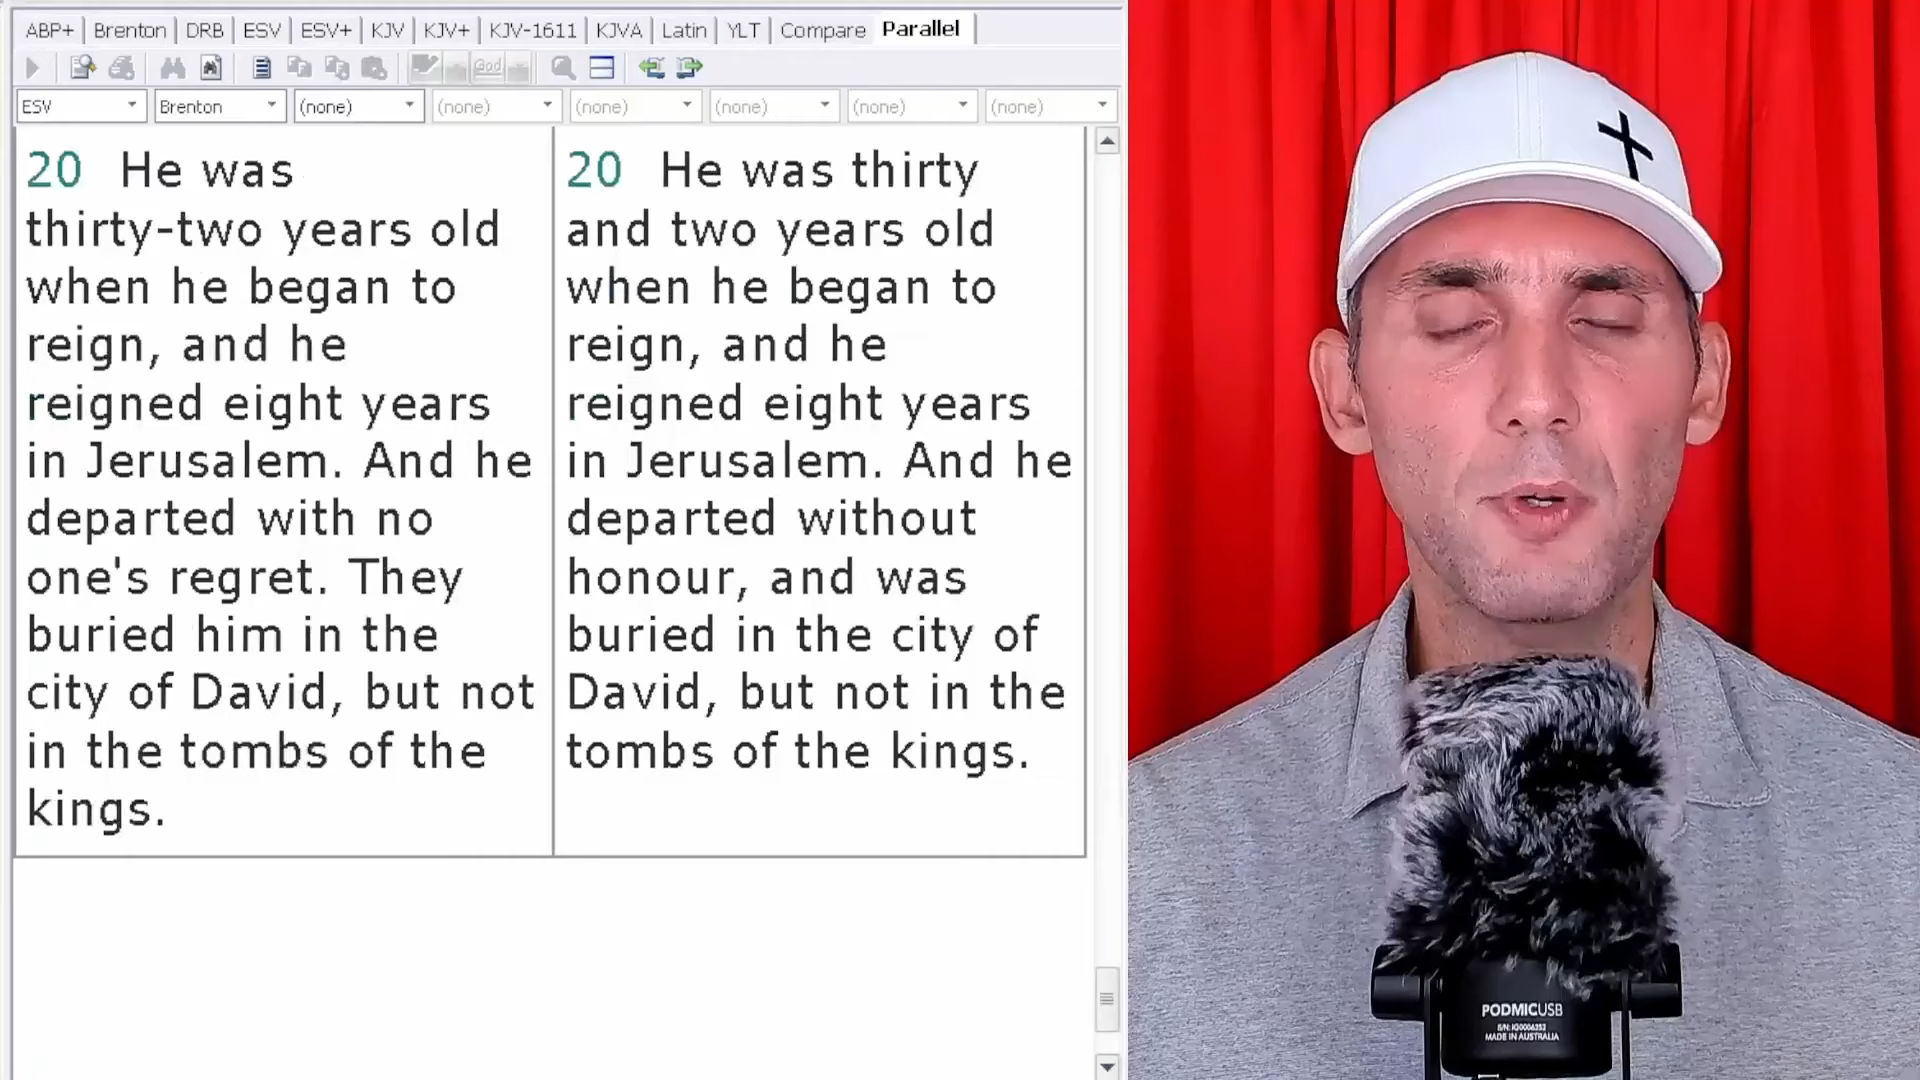 ABP+ Brenton DRB ESV ESV+ KJV KJV+ KJV-1611 KJVA Latin YLT Compare Parallel
God
ESV Brenton (none) (none) (none) (none) (none) (none)
20 He was
thirty-two years old
when he began to
reign, and he
reigned eight years
in Jerusalem. And he
departed with no
one's regret. They
buried him in the
city of David, but not
in the tombs of the
kings.
20 He was thirty
and two years old
when he began to
reign, and he
reigned eight years
in Jerusalem. And he
departed without
honour, and was
buried in the city of
David, but not in the
tombs of the kings.
PODMICUSB
MADE IN AUSTRALIA